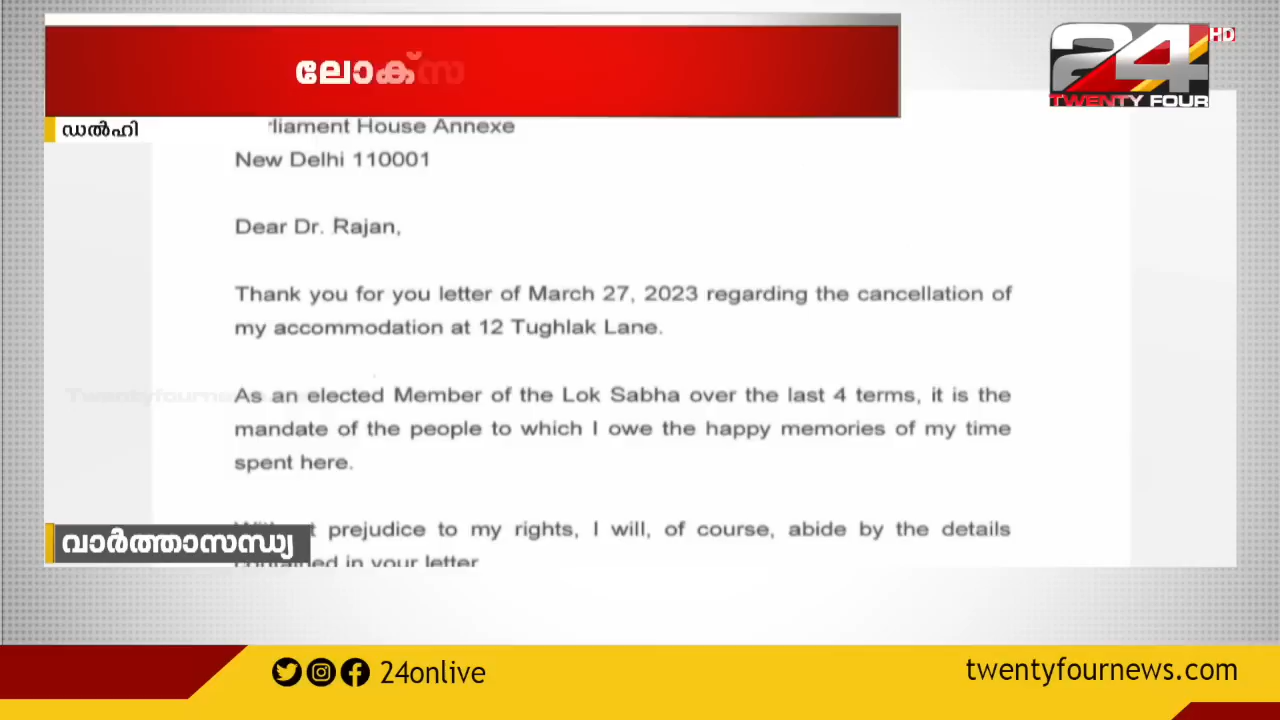 ലോക്സ
24
HD
TWENTY FOUR
ഡൽഹി
rliament House Annexe
New Delhi 110001
Dear Dr. Rajan,
Thank you for you letter of March 27, 2023 regarding the cancellation of
my accommodation at 12 Tughlak Lane.
As an elected Member of the Lok Sabha over the last 4 terms, it is the
mandate of the people to which I owe the happy memories of my time
spent here.
prejudice to my rights, I will, of course, abide by the details
in your letter
വാർത്താസന്ധ്യ
24onlive
twentyfournews.com